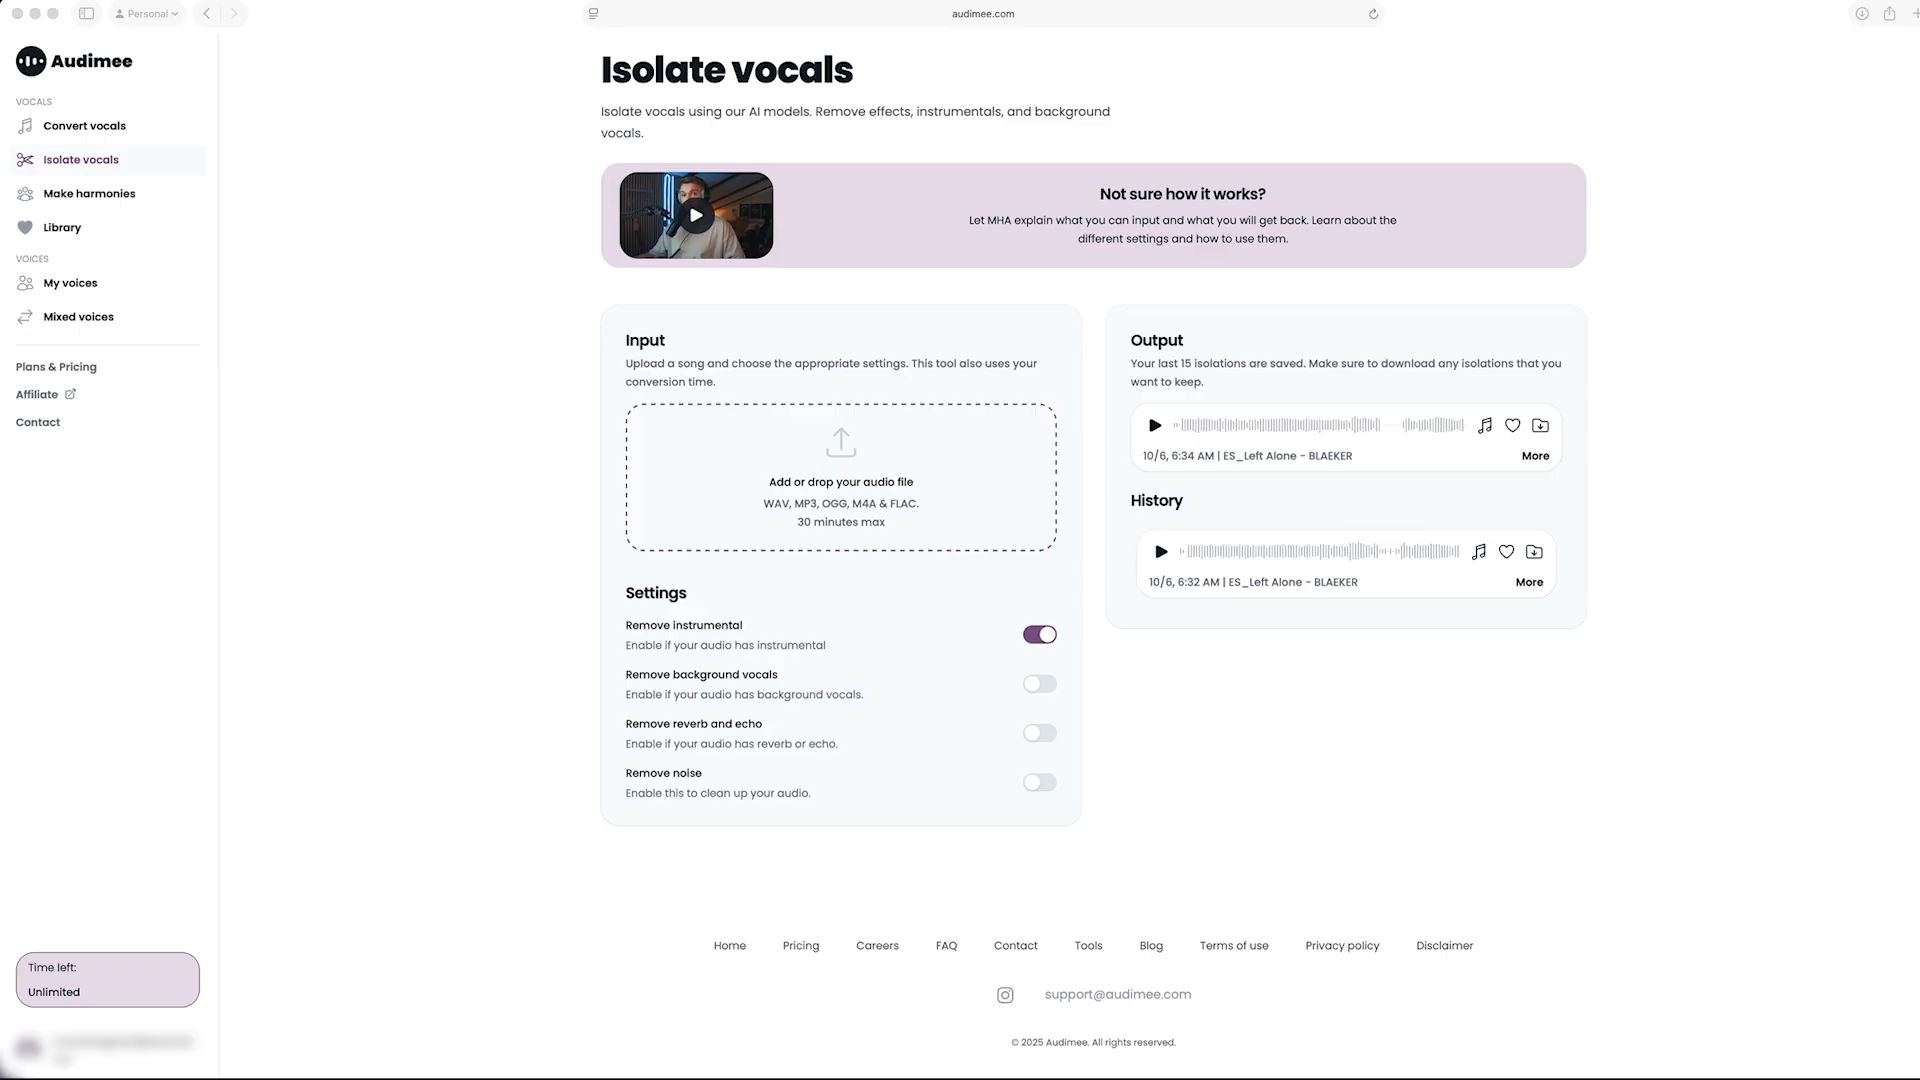 Personal
audimee.com
Audimee
VOCALS
Convert vocals
Isolate vocals
Make harmonies
Library
VOICES
My voices
Mixed voices
Plans & Pricing
Affiliate
Contact
Time left:
Unlimited
Isolate vocals
Isolate vocals using our AI models. Remove effects, instrumentals, and background
vocals.
Not sure how it works?
Let MHA explain what you can input and what you will get back. Learn about the
different settings and how to use them.
Input
Upload a song and choose the appropriate settings. This tool also uses your
conversion time.
Add or drop your audio file
WAV, MP3, OGG, M4A & FLAC.
30 minutes max
Settings
Remove instrumental
Enable if your audio has instrumental
Remove background vocals
Enable if your audio has background vocals.
Remove reverb and echo
Enable if your audio has reverb or echo.
Remove noise
Enable this to clean up your audio.
Output
Your last 15 isolations are saved. Make sure to download any isolations that you
want to keep.
10/6, 6:34 AM | ES_Left Alone - BLAEKER More
History
10/6, 6:32 AM | ES_Left Alone - BLAEKER More
Home Pricing Careers FAQ Contact Tools Blog Terms of use Privacy policy Disclaimer
support@audimee.com
© 2025 Audimee. All rights reserved.